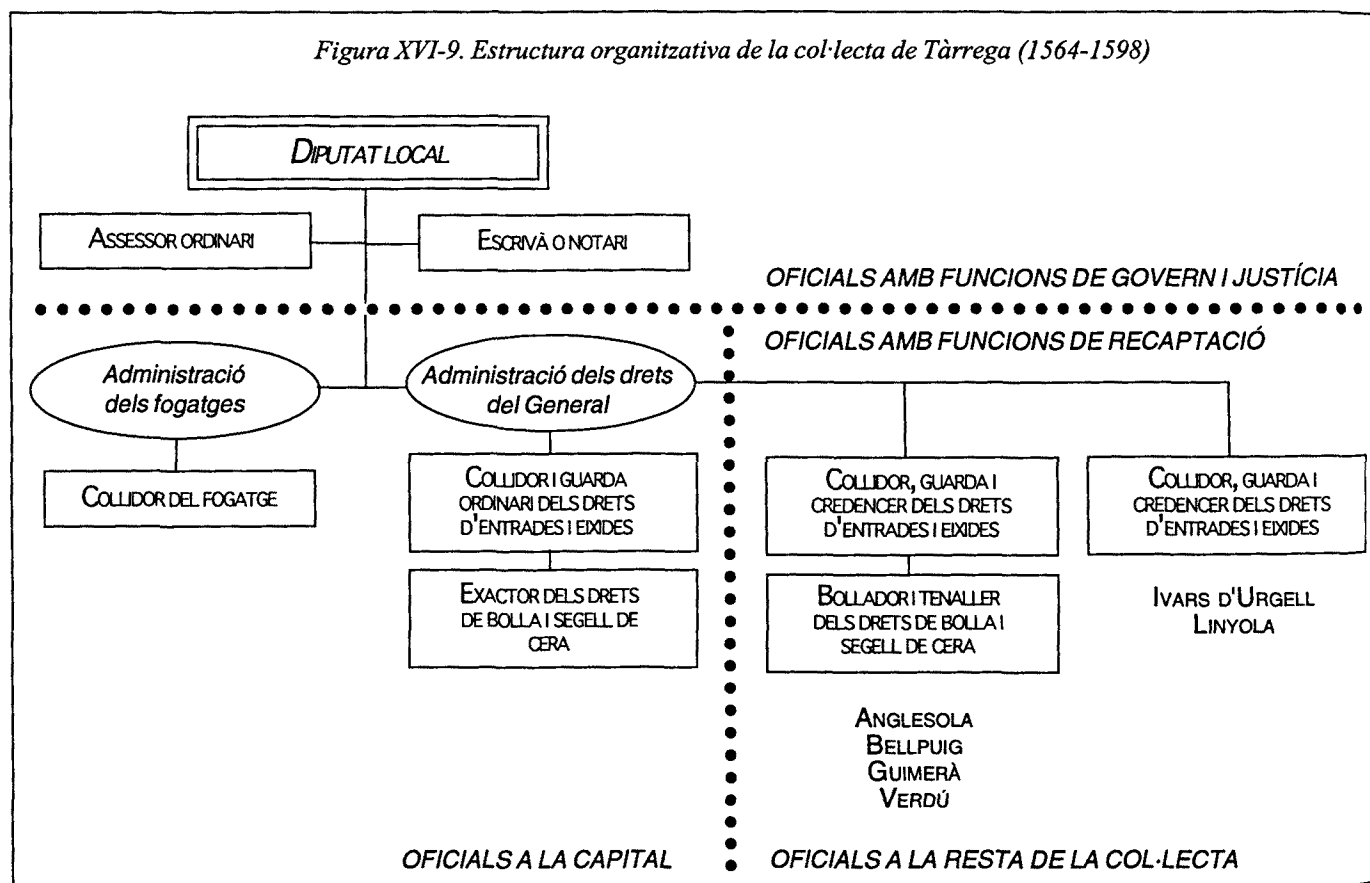 Figura XVI-9. Estructura organitzativa de la col·lecta de Tàrrega (1564-1598)
DIPUTAT LOCAL
ASSESSOR ORDINARI
ESCRIVÀ O NOTARI
OFICIALS AMB FUNCIONS DE GOVERN I JUSTÍCIA
OFICIALS AMB FUNCIONS DE RECAPTACIÓ
Administració
dels fogatges
Administració dels drets
del General
COLLIDOR DEL FOGATGE
COLLIDOR I GUARDA
ORDINARI DELS DRETS
D'ENTRADES I EIXIDES
EXACTOR DELS DRETS
DE BOLLA I SEGELL DE
CERA
COLLIDOR, GUARDA I
CREDENCER DELS DRETS
D'ENTRADES I EIXIDES
BOLLADOR I TENALLER
DELS DRETS DE BOLLA I
SEGELL DE CERA
ANGLESOLA
BELLPUIG
GUIMERÀ
VERDÚ
COLLIDOR, GUARDA I
CREDENCER DELS DRETS
D'ENTRADES I EIXIDES
IVARS D'URGELL
LINYOLA
OFICIALS A LA CAPITAL
OFICIALS A LA RESTA DE LA COL·LECTA